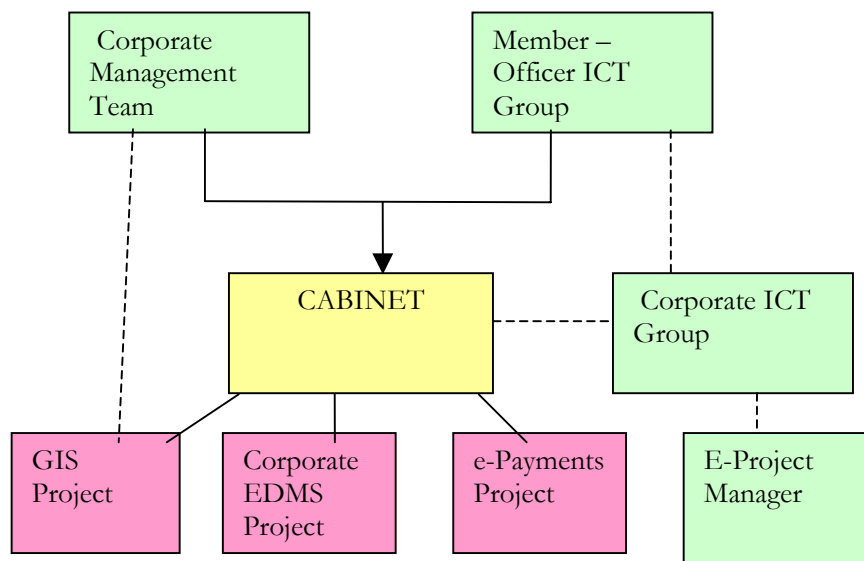 Corporate
Management
Team
Member –
Officer ICT
Group
CABINET
Corporate ICT
Group
GIS
Project
Corporate
EDMS
Project
e-Payments
Project
E-Project
Manager